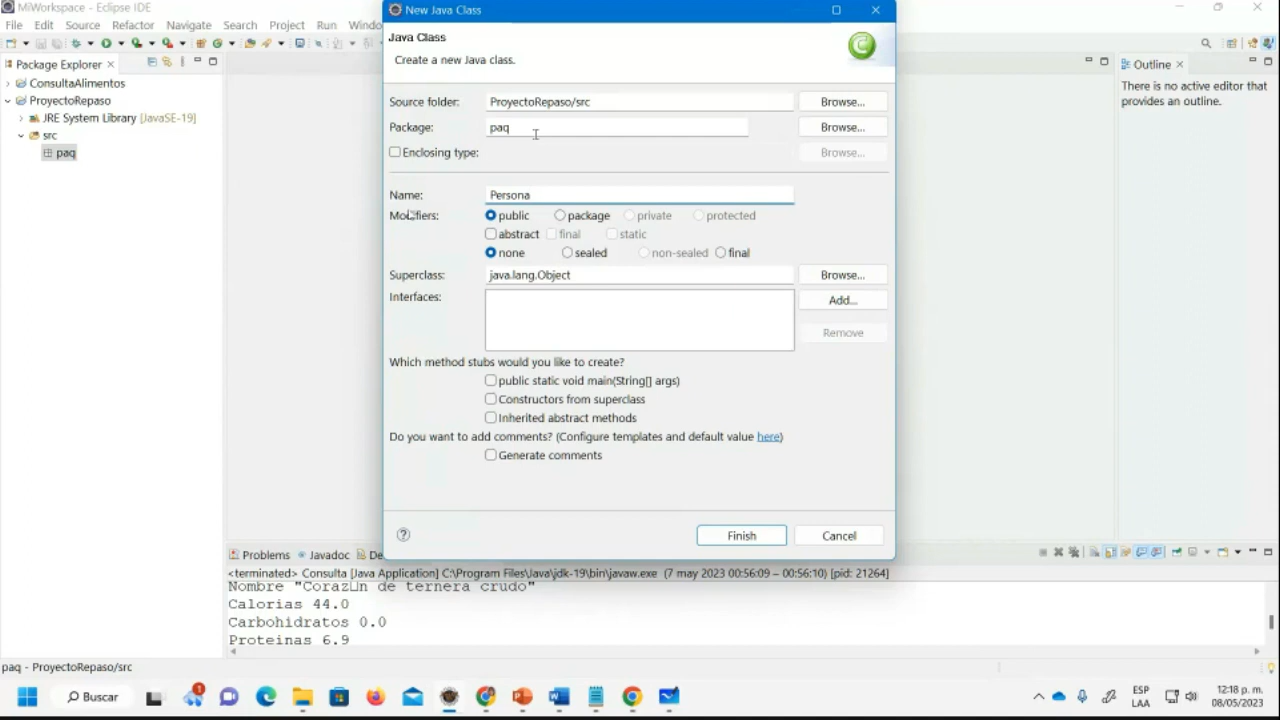 MiWorkspace - Eclipse IDE
File Edit Source Refactor Navigate Search Project Run Windo
Package Explorer
ConsultaAlimentos
ProyectoRepaso
JRE System Library [JavaSE-19]
src
paq
New Java Class
Java Class
Create a new Java class.
Source folder: ProyectoRepaso/src Browse...
Package: paq Browse...
Enclosing type: Browse...
Name: Persona
Modifiers: public package private protected
abstract final static
none sealed non-sealed final
Superclass: java.lang.Object Browse...
Interfaces: Add...
Remove
Which method stubs would you like to create?
public static void main(String[] args)
Constructors from superclass
Inherited abstract methods
Do you want to add comments? (Configure templates and default value here)
Generate comments
Finish Cancel
Outline
There is no active editor that
provides an outline.
Problems Javadoc De
<terminated> Consulta [Java Application] C:\Program Files\Java\jdk-19\bin\javaw.exe (7 may 2023 00:56:09 – 00:56:10) [pid: 21264]
Nombre "Coraz□n de ternera crudo"
Calorias 44.0
Carbohidratos 0.0
Proteinas 6.9
paq - ProyectoRepaso/src
Buscar
1
ESP
LAA
12:18 p. m.
08/05/2023